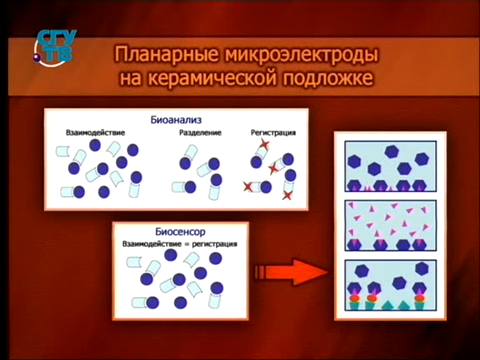 СГУ
ТВ
Планарные микроэлектроды
на керамической подложке
Биоанализ
Взаимодействие
Разделение
Регистрация
Биосенсор
Взаимодействие = регистрация